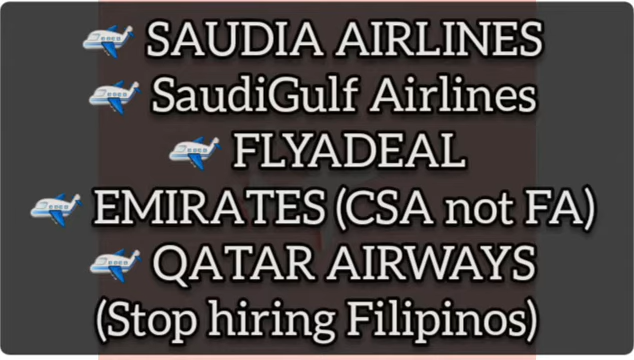 SAUDIA AIRLINES
SaudiGulf Airlines
FLYADEAL
EMIRATES (CSA not FA)
QATAR AIRWAYS
(Stop hiring Filipinos)